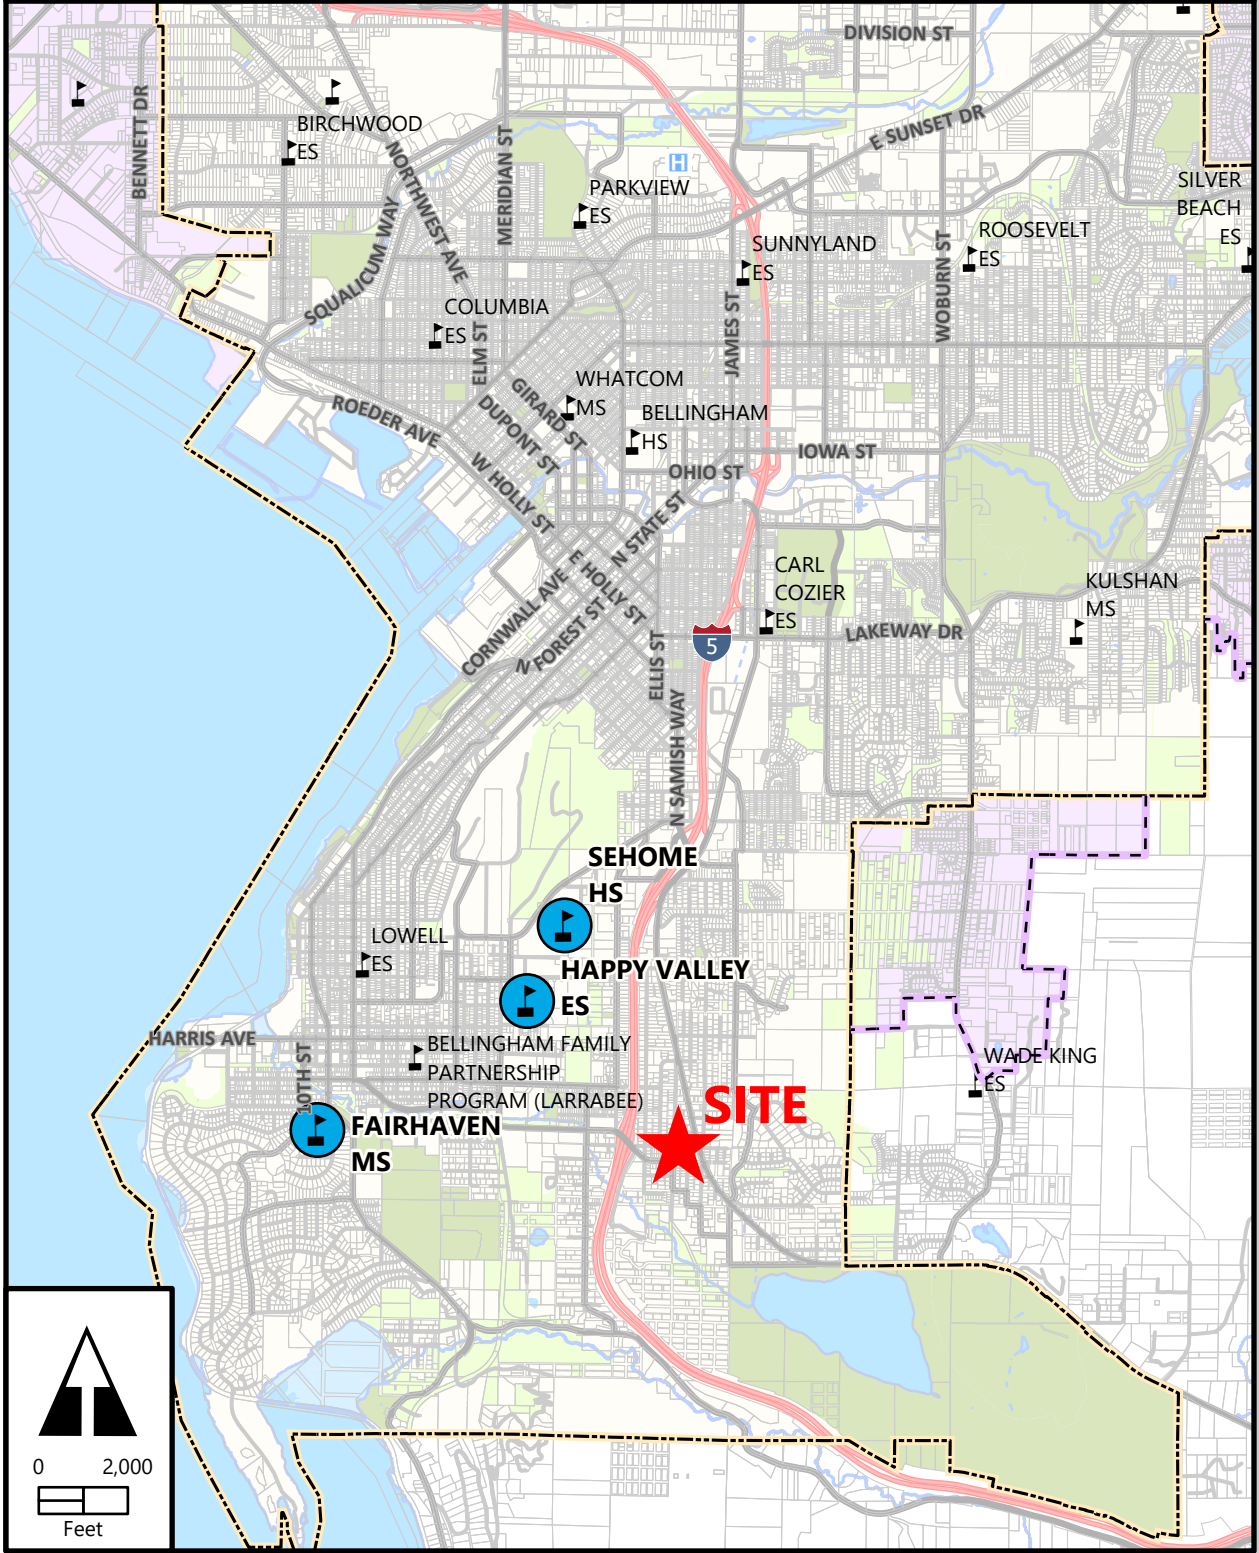 DIVISION ST
BENNETT DR
BIRCHWOOD
ES
NORTHWEST AVE
MERIDIAN ST
E SUNSET DR
H
PARKVIEW
ES
SILVER
BEACH
ES
SQUALICUM WAY
SUNNYLAND
ES
WOBURN ST
ROOSEVELT
ES
COLUMBIA
ES
ELM ST
JAMES ST
WHATCOM
MS
GIRARD ST
DUPONT ST
ROEDER AVE
BELLINGHAM
HS
IOWA ST
OHIO ST
W HOLLY ST
N STATE ST
E HOLLY ST
CORNWALL AVE
N FOREST ST
CARL
COZIER
ES
KULSHAN
MS
LAKEWAY DR
5
ELLIS ST
N SAMISH WAY
SEHOME
HS
LOWELL
ES
HAPPY VALLEY
ES
HARRIS AVE
10TH ST
BELLINGHAM FAMILY
PARTNERSHIP
PROGRAM (LARRABEE)
WADE KING
ES
SITE
FAIRHAVEN
MS
0 2,000
Feet